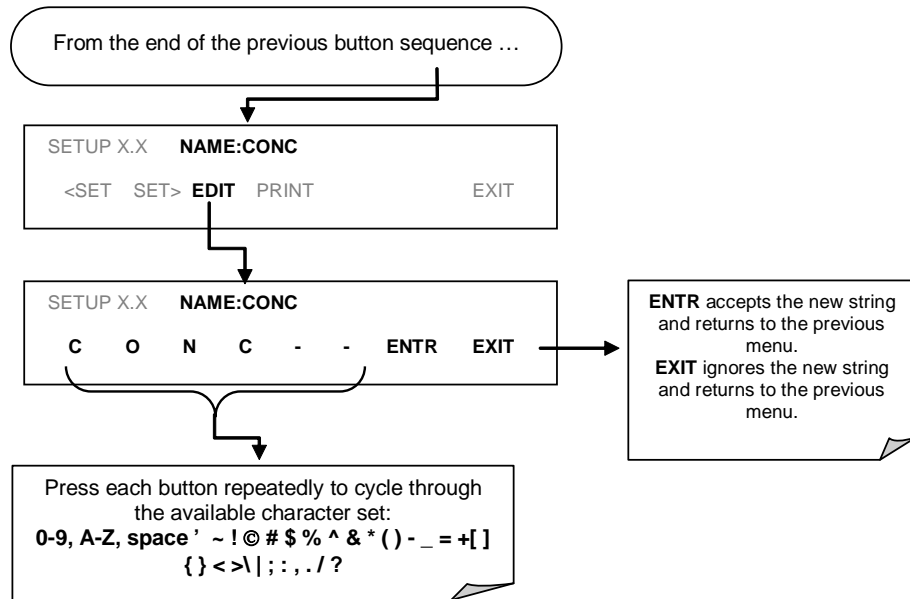 From the end of the previous button sequence …
SETUP X.X NAME:CONC
<SET SET> EDIT PRINT EXIT
SETUP X.X NAME:CONC
C O N C - - ENTR EXIT
ENTR accepts the new string
and returns to the previous
menu.
EXIT ignores the new string
and returns to the previous
menu.
Press each button repeatedly to cycle through
the available character set:
0-9, A-Z, space ’ ~ ! © # $ % ^ & * ( ) - _ = +[ ]
{ } < >\ | ; : , . / ?